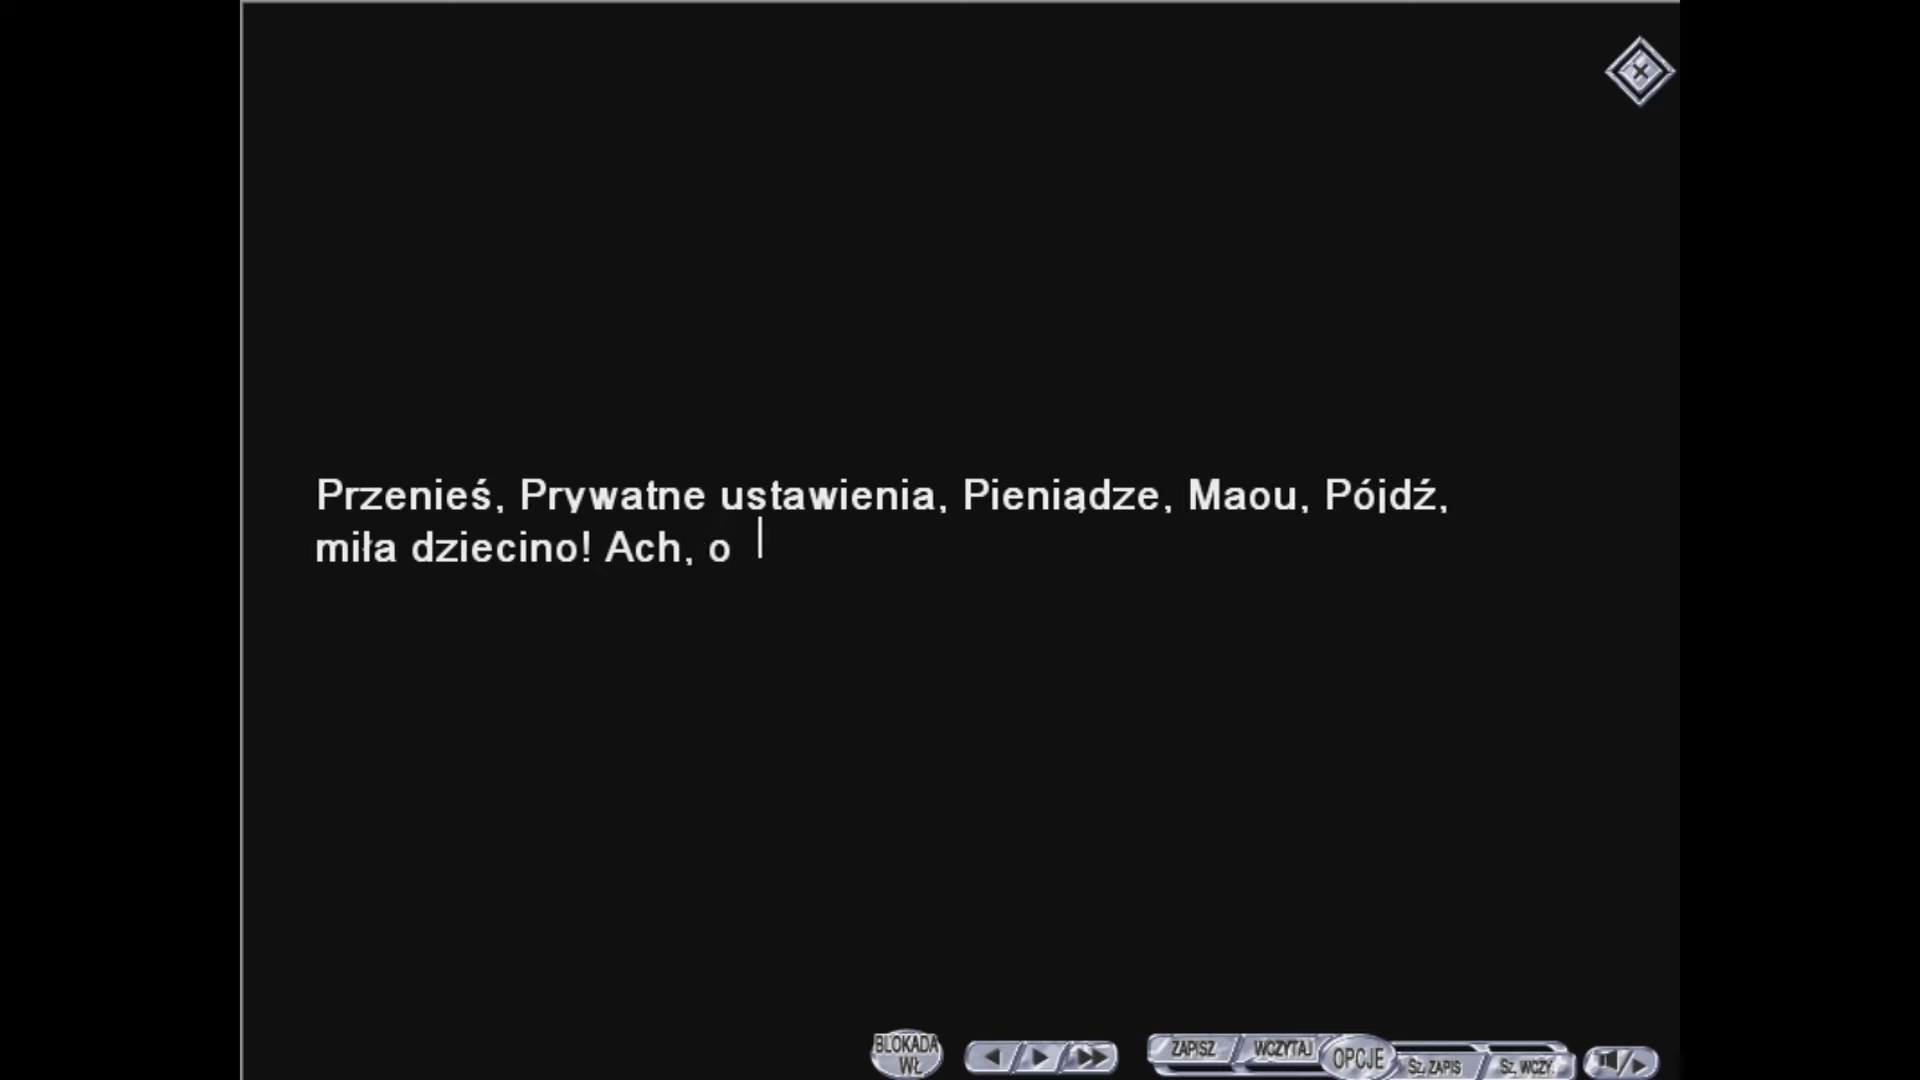 Przenieś, Prywatne ustawienia, Pieniądze, Maou, Pójdź,
miła dziecino! Ach, o
BLOKADA
WŁ
ZAPISZ
WCZYTAJ
OPCJE
Sz. ZAPIS
Sz. WCZY.